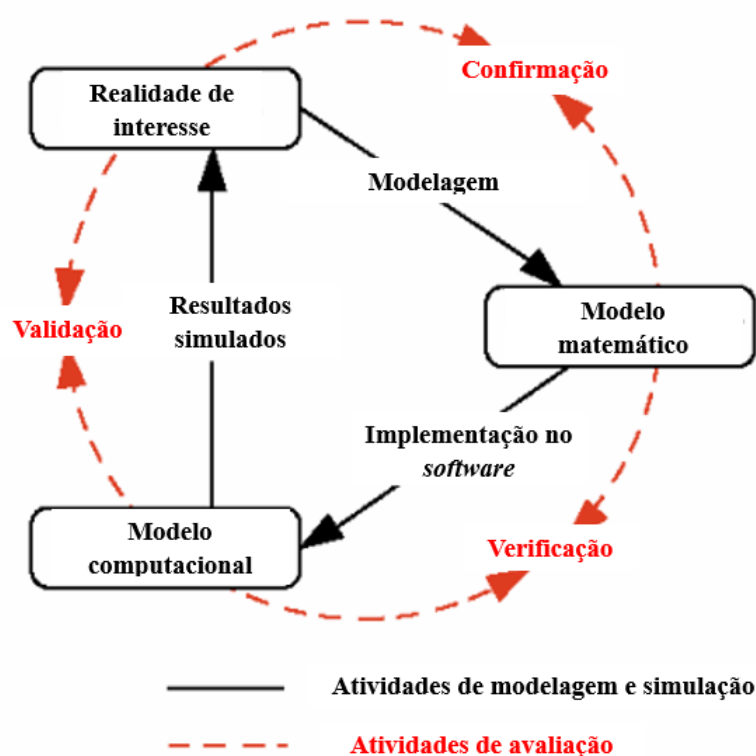 Confirmação
Realidade de
interesse
Modelagem
Resultados
simulados
Validação
Modelo
matemático
Implementação no
software
Modelo
computacional
Verificação
Atividades de modelagem e simulação
Atividades de avaliação